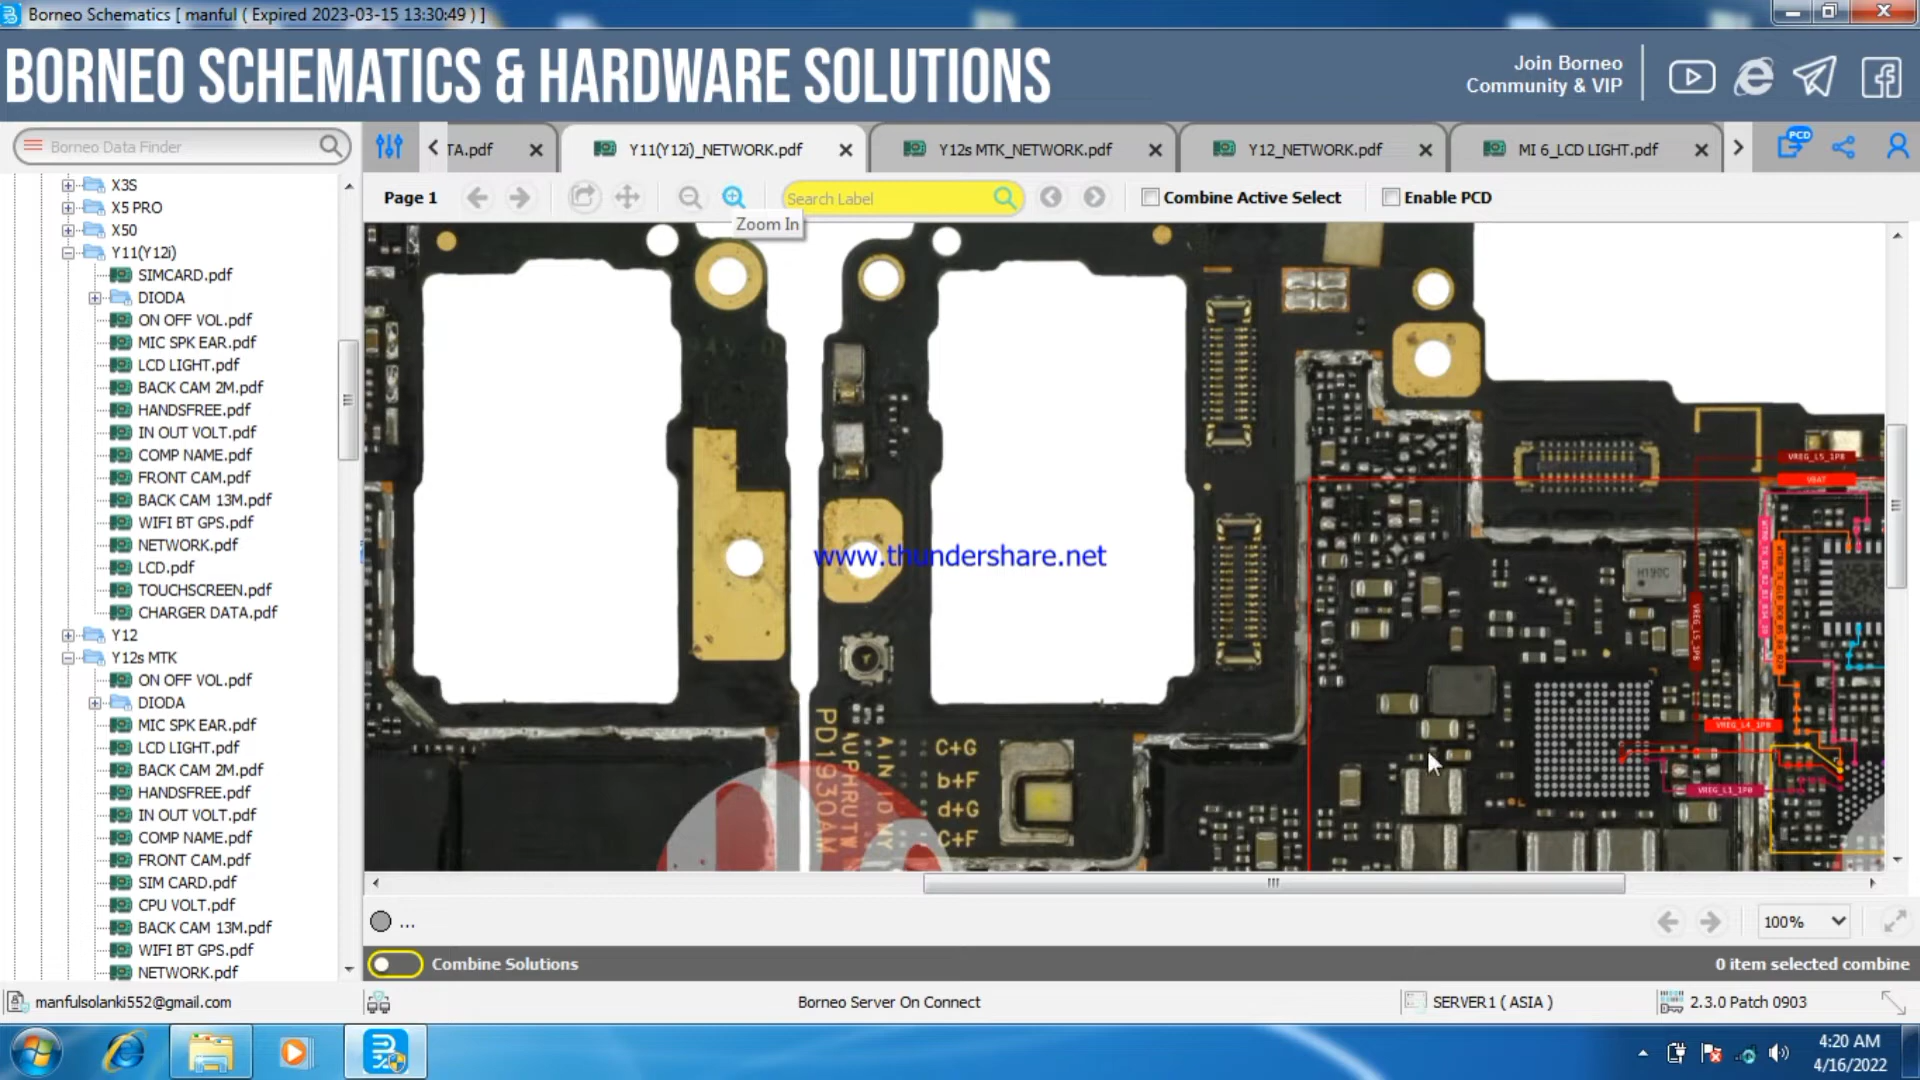 Borneo Schematics [ manful ( Expired 2023-03-15 13:30:49 ) ]
BORNEO SCHEMATICS & HARDWARE SOLUTIONS
Join Borneo
Community & VIP
Borneo Data Finder
TA.pdf
Y11(Y12i)_NETWORK.pdf
Y12s MTK_NETWORK.pdf
Y12_NETWORK.pdf
MI 6_LCD LIGHT.pdf
PCD
Page 1
Search Label
Combine Active Select
Enable PCD
Zoom In
X3S
X5 PRO
X50
Y11(Y12i)
SIMCARD.pdf
DIODA
ON OFF VOL.pdf
MIC SPK EAR.pdf
LCD LIGHT.pdf
BACK CAM 2M.pdf
HANDSFREE.pdf
IN OUT VOLT.pdf
COMP NAME.pdf
FRONT CAM.pdf
BACK CAM 13M.pdf
WIFI BT GPS.pdf
NETWORK.pdf
LCD.pdf
TOUCHSCREEN.pdf
CHARGER DATA.pdf
Y12
Y12s MTK
ON OFF VOL.pdf
DIODA
MIC SPK EAR.pdf
LCD LIGHT.pdf
BACK CAM 2M.pdf
HANDSFREE.pdf
IN OUT VOLT.pdf
COMP NAME.pdf
FRONT CAM.pdf
SIM CARD.pdf
CPU VOLT.pdf
BACK CAM 13M.pdf
WIFI BT GPS.pdf
NETWORK.pdf
VREG_L5_1P8
VBAT
www.thundershare.net
H190C
VREG_L5_1P8
VREG_L4_1P0
VREG_L1_1P0
PD1930AM
C+G
b+F
d+G
C+F
...
100%
Combine Solutions
0 item selected combine
manfulsolanki552@gmail.com
Borneo Server On Connect
SERVER1 ( ASIA )
2.3.0 Patch 0903
4:20 AM
4/16/2022